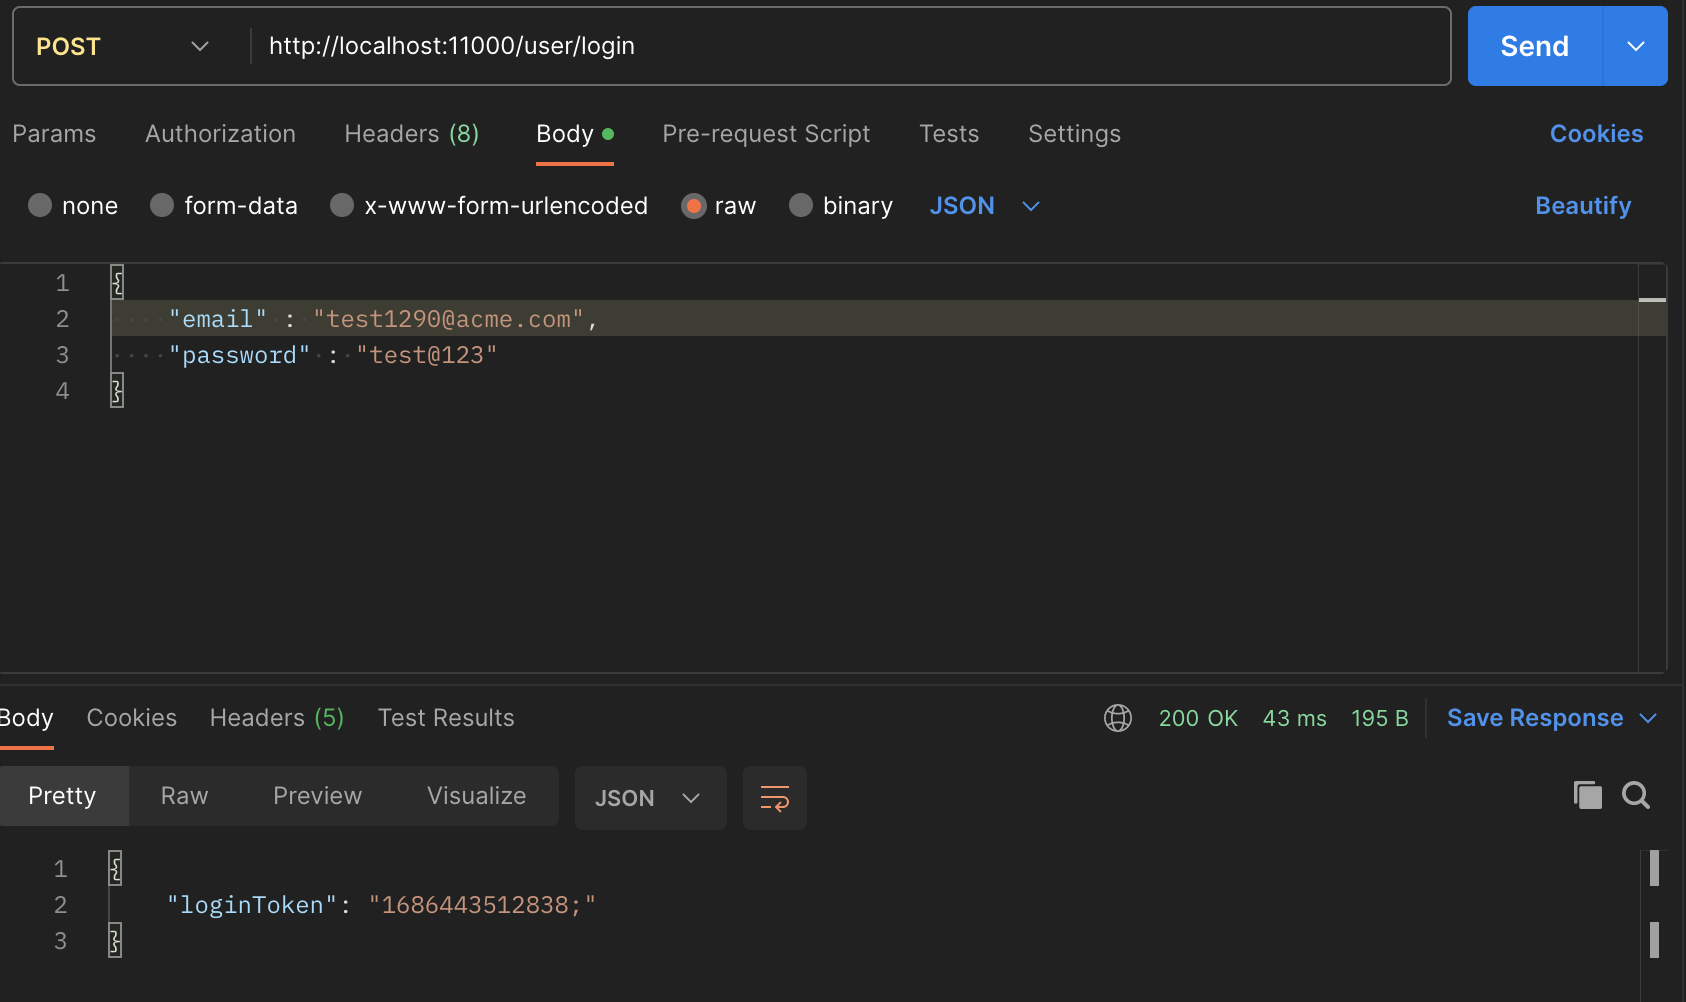 POST http://localhost:11000/user/login Send
Params Authorization Headers (8) Body Pre-request Script Tests Settings Cookies
none form-data x-www-form-urlencoded raw binary JSON Beautify
1 {
2 "email" : "test1290@acme.com",
3 "password" : "test@123"
4 }
Body Cookies Headers (5) Test Results 200 OK 43 ms 195 B Save Response
Pretty Raw Preview Visualize JSON
1 {
2 "loginToken": "1686443512838;"
3 }